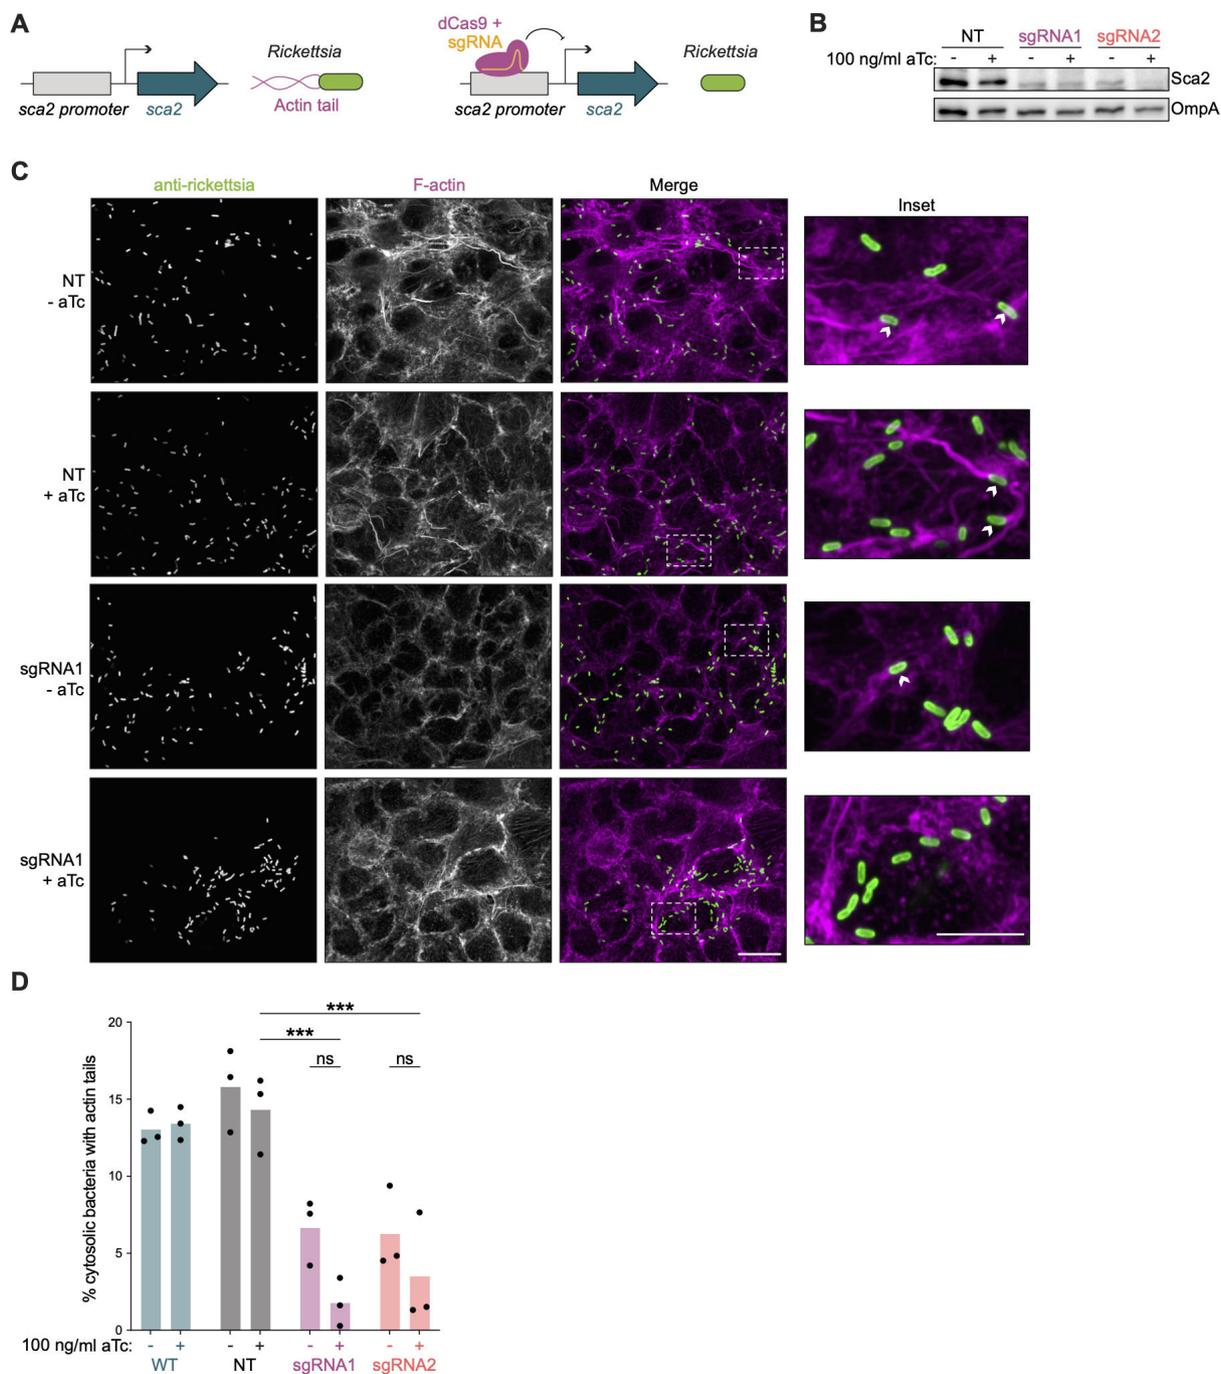 A
dCas9 +
sgRNA
Rickettsia
Actin tail
sca2 promoter
sca2
Rickettsia
sca2 promoter
sca2
B
NT
sgRNA1
sgRNA2
100 ng/ml aTc:
- + - + - +
Sca2
OmpA
C
anti-rickettsia
F-actin
Merge
Inset
NT
- aTc
NT
+ aTc
sgRNA1
- aTc
sgRNA1
+ aTc
D
% cytosolic bacteria with actin tails
20
15
10
5
0
***
***
ns
ns
100 ng/ml aTc:
- + - + - + - +
WT
NT
sgRNA1
sgRNA2